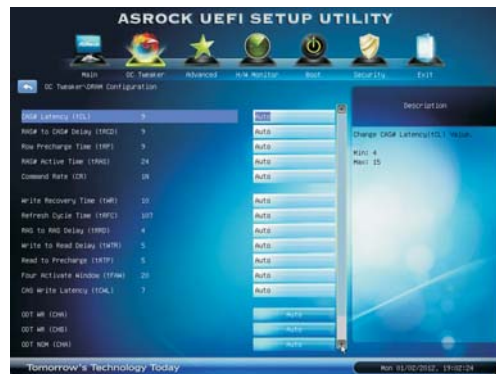 ASROCK UEFI SETUP UTILITY
Main OC Tweaker Advanced H/W Monitor Boot Security Exit
OC Tweaker\DRAM Configuration
Description
CAS# Latency (tCL) 9 Auto
Change CAS# Latency(tCL) Value.
RAS# to CAS# Delay (tRCD) 9 Auto
Min: 4
Row Precharge Time (tRP) 9 Auto
Max: 15
RAS# Active Time (tRAS) 24 Auto
Command Rate (CR) 1N Auto
Write Recovery Time (tWR) 10 Auto
Refresh Cycle Time (tRFC) 107 Auto
RAS to RAS Delay (tRRD) 4 Auto
Write to Read Delay (tWTR) 5 Auto
Read to Precharge (tRTP) 5 Auto
Four Activate Window (tFAW) 20 Auto
CAS Write Latency (tCWL) 7 Auto
ODT WR (CHA) Auto
ODT WR (CHB) Auto
ODT NOM (CHA) Auto
Tomorrow's Technology Today
Mon 01/02/2012, 19:02:24